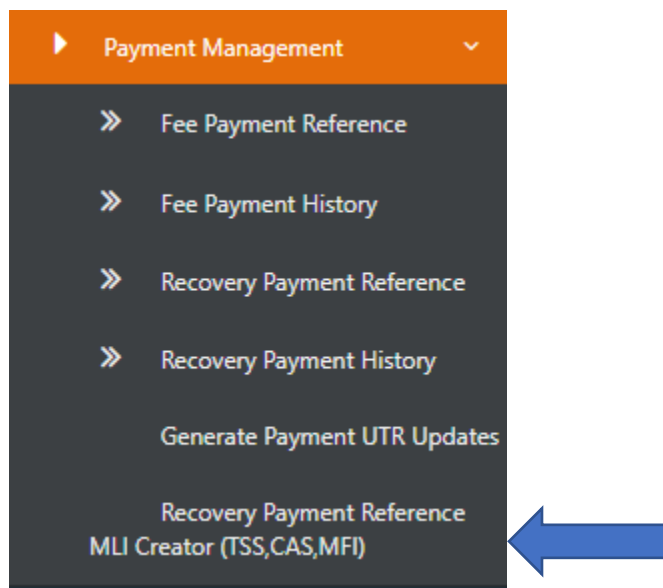 Payment Management
Fee Payment Reference
Fee Payment History
Recovery Payment Reference
Recovery Payment History
Generate Payment UTR Updates
Recovery Payment Reference
MLI Creator (TSS,CAS,MFI)